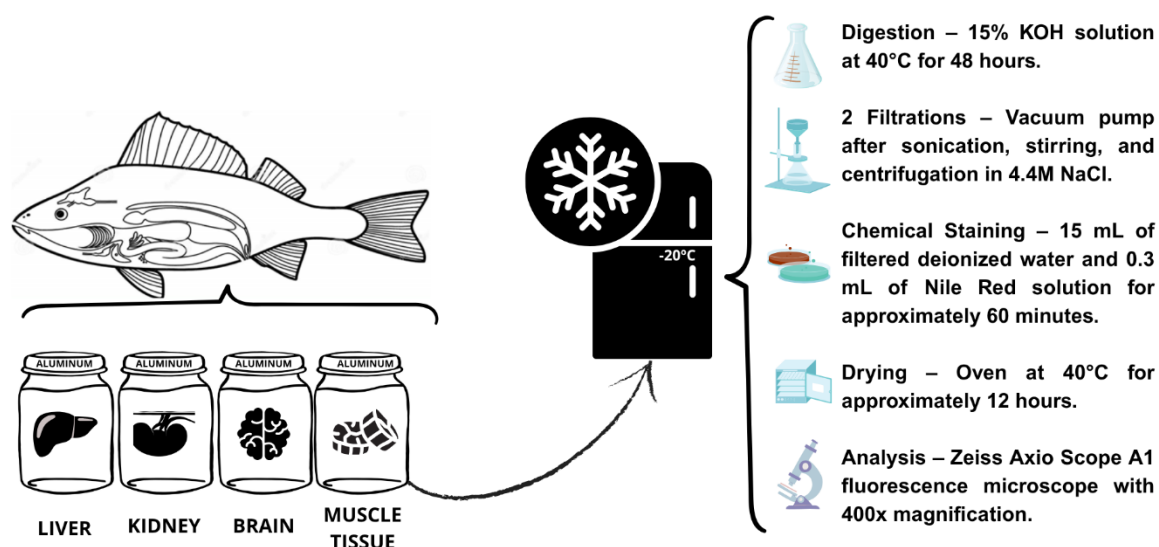 ALUMINUM
ALUMINUM
ALUMINUM
ALUMINUM
LIVER
KIDNEY
BRAIN
MUSCLE
TISSUE
-20°C
Digestion – 15% KOH solution
at 40°C for 48 hours.
2 Filtrations – Vacuum pump
after sonication, stirring, and
centrifugation in 4.4M NaCl.
Chemical Staining – 15 mL of
filtered deionized water and 0.3
mL of Nile Red solution for
approximately 60 minutes.
Drying – Oven at 40°C for
approximately 12 hours.
Analysis – Zeiss Axio Scope A1
fluorescence microscope with
400x magnification.